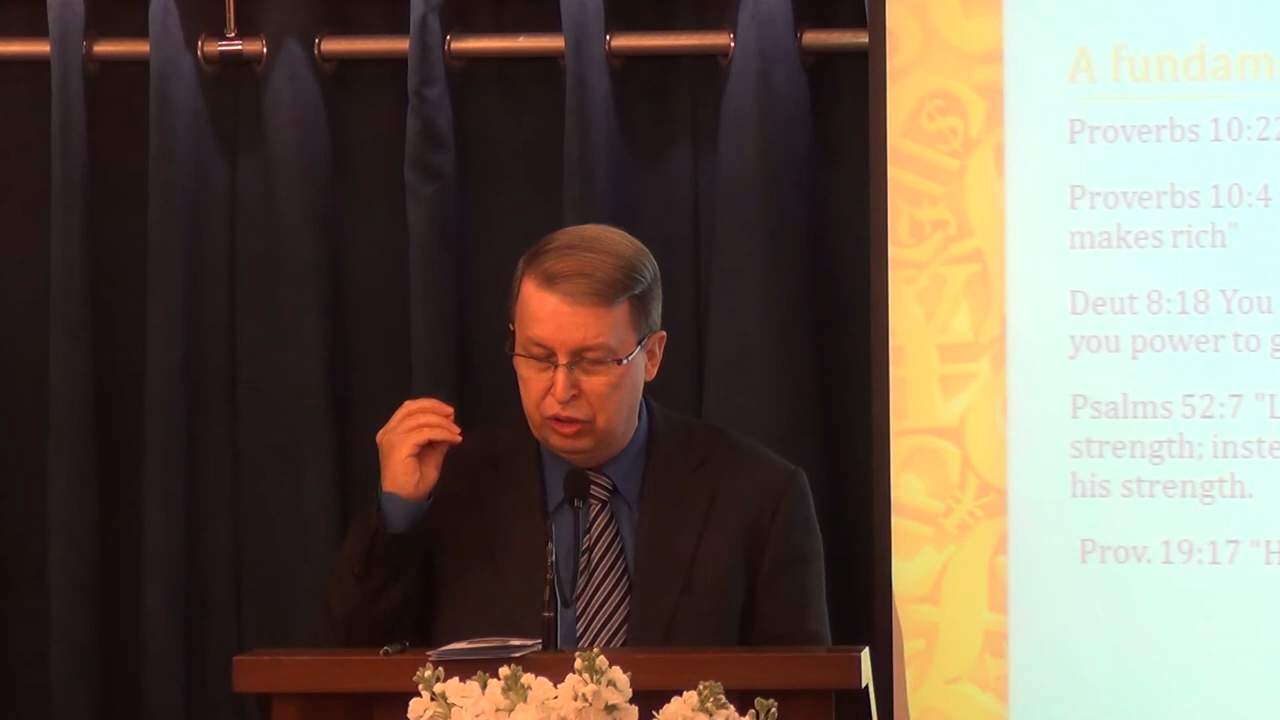 A fundam
Proverbs 10:22
Proverbs 10:4
makes rich"
Deut 8:18 You
you power to g
Psalms 52:7 "L
strength; inste
his strength.
Prov. 19:17 “H